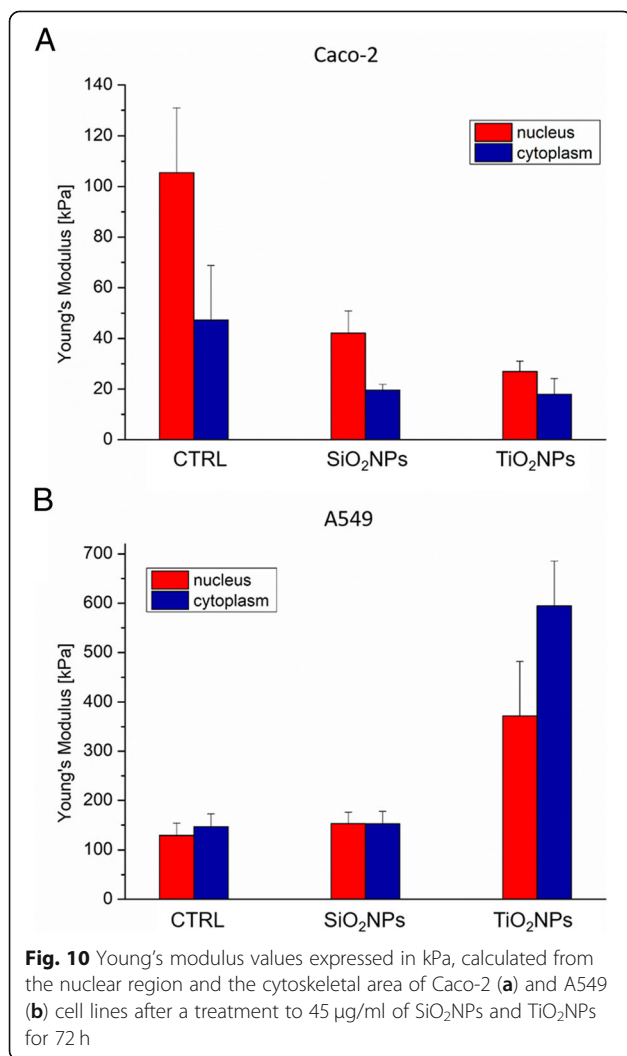 A
Caco-2
140
120
100
80
60
40
20
0
Young's Modulus [kPa]
nucleus
cytoplasm
CTRL
SiO₂NPs
TiO₂NPs
B
A549
700
600
500
400
300
200
100
0
Young's Modulus [kPa]
nucleus
cytoplasm
CTRL
SiO₂NPs
TiO₂NPs
Fig. 10 Young's modulus values expressed in kPa, calculated from
the nuclear region and the cytoskeletal area of Caco-2 (a) and A549
(b) cell lines after a treatment to 45 μg/ml of SiO₂NPs and TiO₂NPs
for 72 h